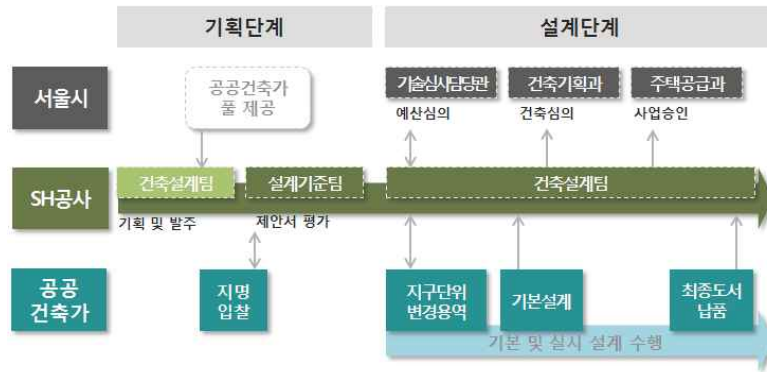 기획단계
설계단계
서울시
공공건축가
풀 제공
기술심사담당관
건축기획과
주택공급과
예산심의
건축심의
사업승인
SH공사
건축설계팀
설계기준팀
건축설계팀
기획 및 발주
제안서 평가
공공
건축가
지명
입찰
지구단위
변경용역
기본설계
최종도서
납품
기본 및 실시 설계 수행